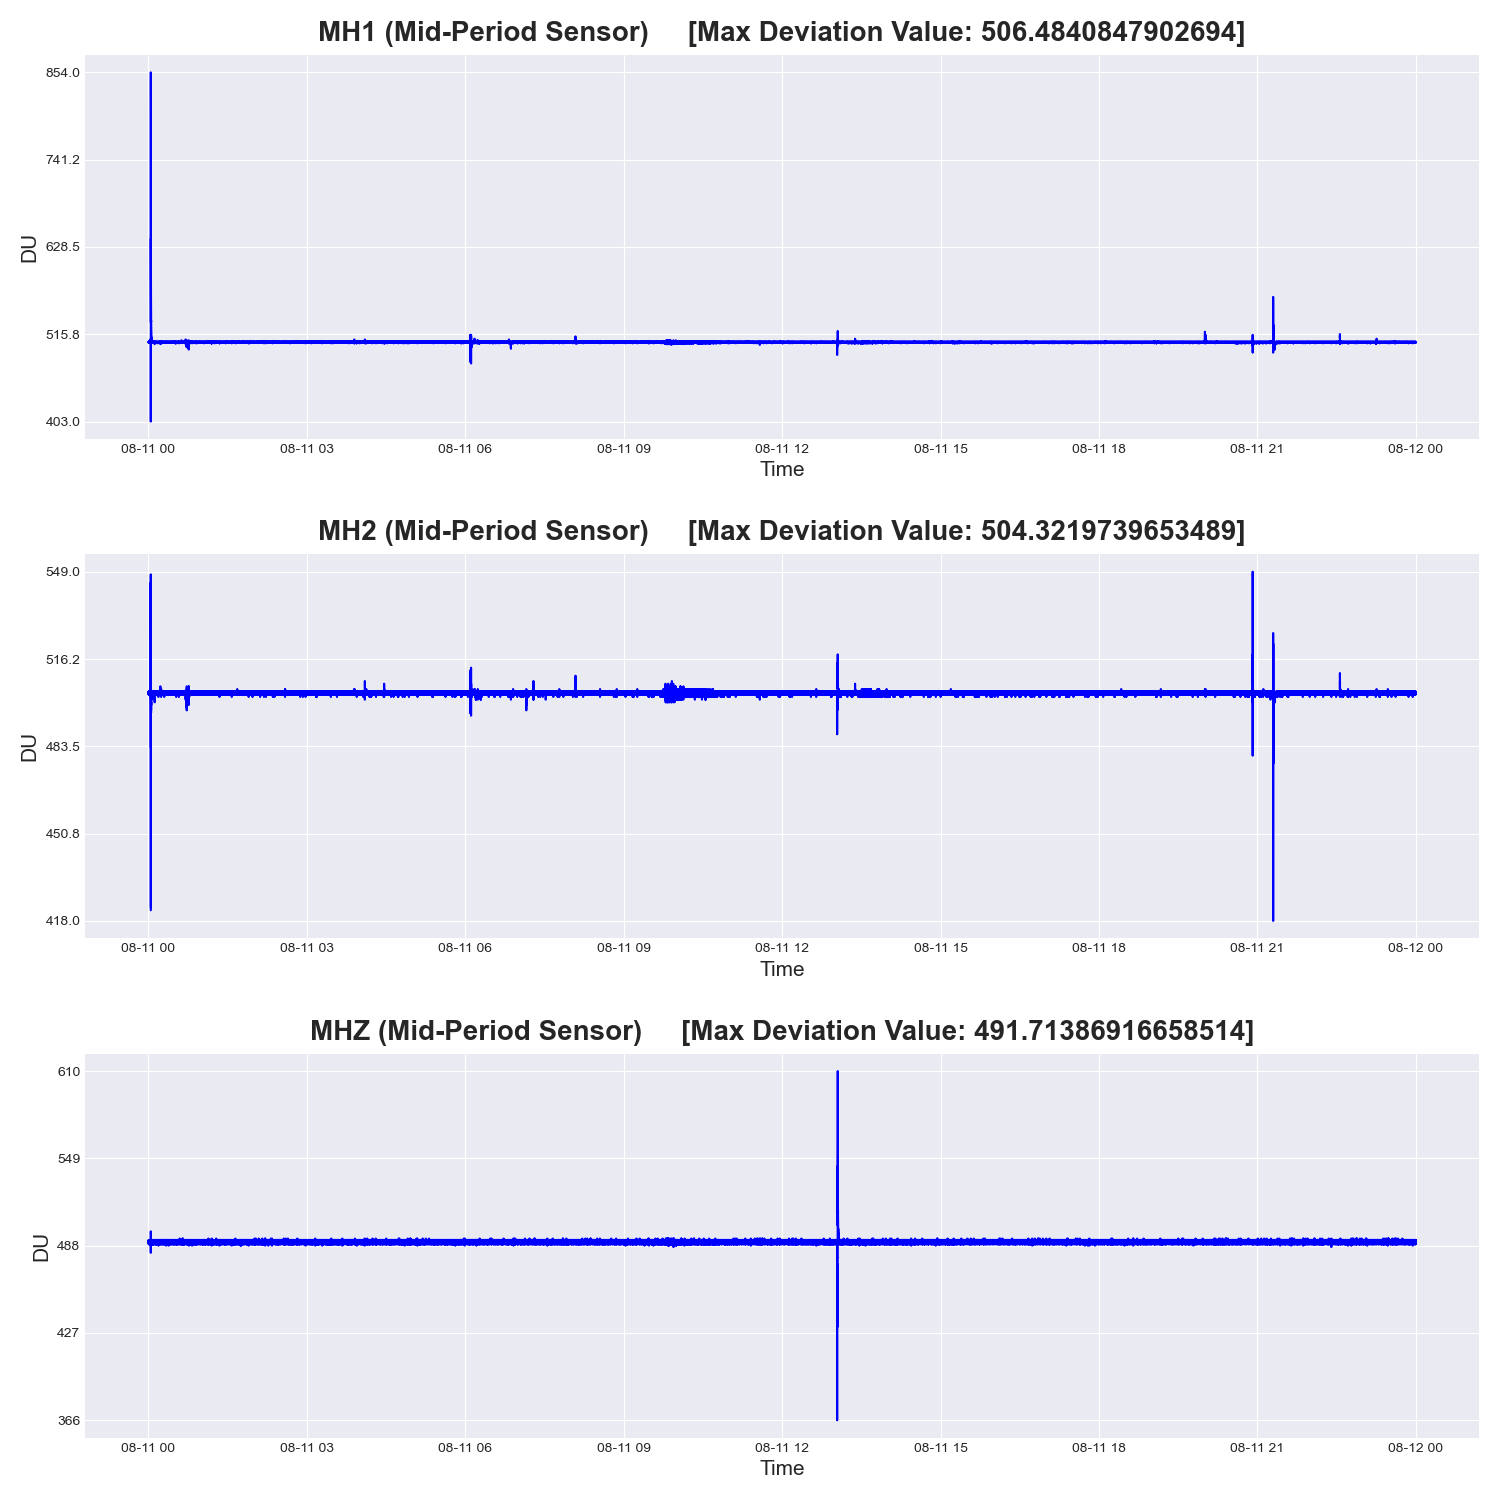 MH1 (Mid-Period Sensor) [Max Deviation Value: 506.4840847902694]
854.0
741.2
628.5
515.8
403.0
DU
08-11 00 08-11 03 08-11 06 08-11 09 08-11 12 08-11 15 08-11 18 08-11 21 08-12 00
Time
MH2 (Mid-Period Sensor) [Max Deviation Value: 504.3219739653489]
549.0
516.2
483.5
450.8
418.0
DU
08-11 00 08-11 03 08-11 06 08-11 09 08-11 12 08-11 15 08-11 18 08-11 21 08-12 00
Time
MHZ (Mid-Period Sensor) [Max Deviation Value: 491.71386916658514]
610
549
488
427
366
DU
08-11 00 08-11 03 08-11 06 08-11 09 08-11 12 08-11 15 08-11 18 08-11 21 08-12 00
Time